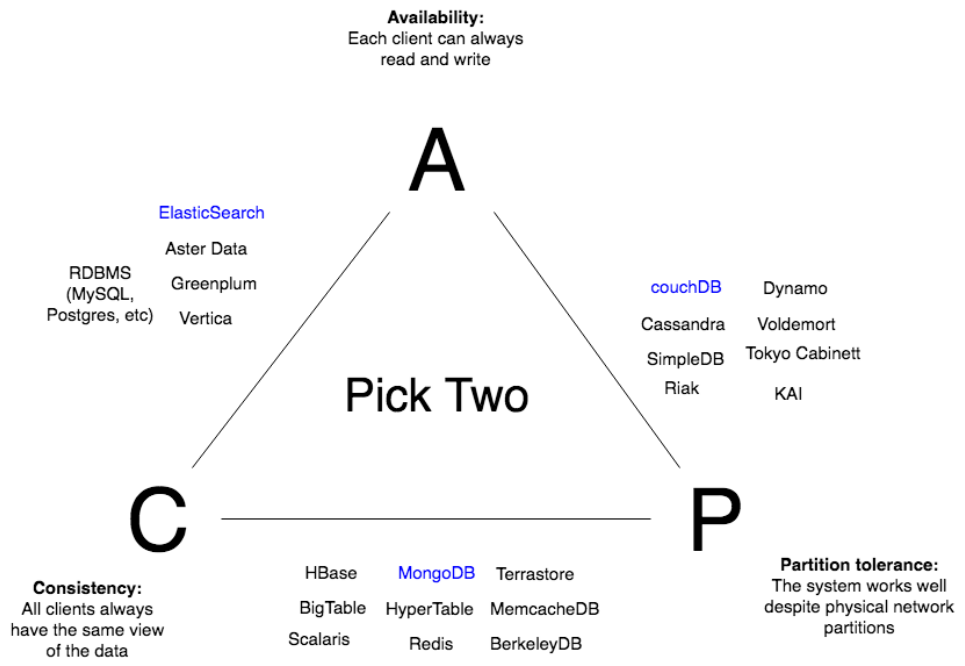 Availability:
Each client can always
read and write
A
ElasticSearch
Aster Data
RDBMS
(MySQL,
Postgres, etc)
Greenplum
Vertica
couchDB
Dynamo
Cassandra
Voldemort
SimpleDB
Tokyo Cabinett
Riak
KAI
Pick Two
C
P
Consistency:
All clients always
have the same view
of the data
HBase
MongoDB
Terrastore
BigTable
HyperTable
MemcacheDB
Scalaris
Redis
BerkeleyDB
Partition tolerance:
The system works well
despite physical network
partitions